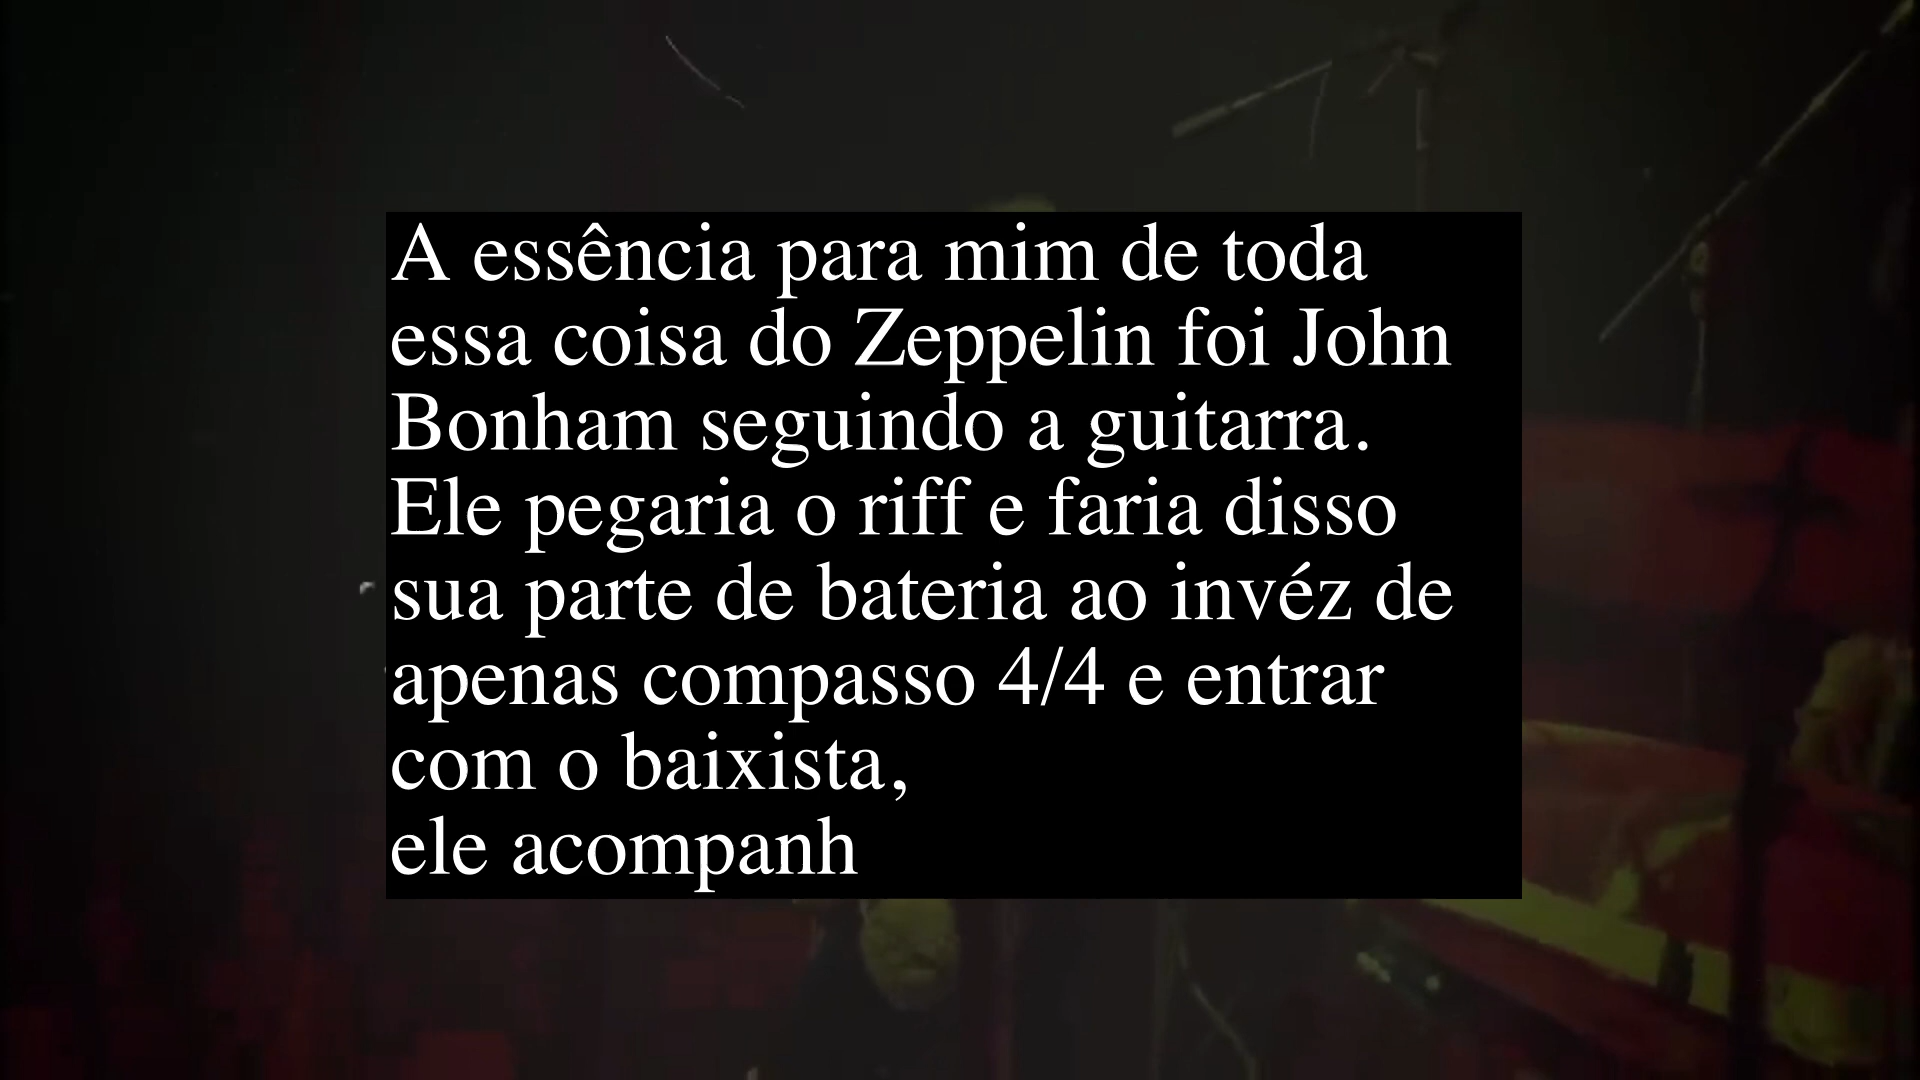 A essência para mim de toda
essa coisa do Zeppelin foi John
Bonham seguindo a guitarra.
Ele pegaria o riff e faria disso
sua parte de bateria ao invéz de
apenas compasso 4/4 e entrar
com o baixista,
ele acompanh